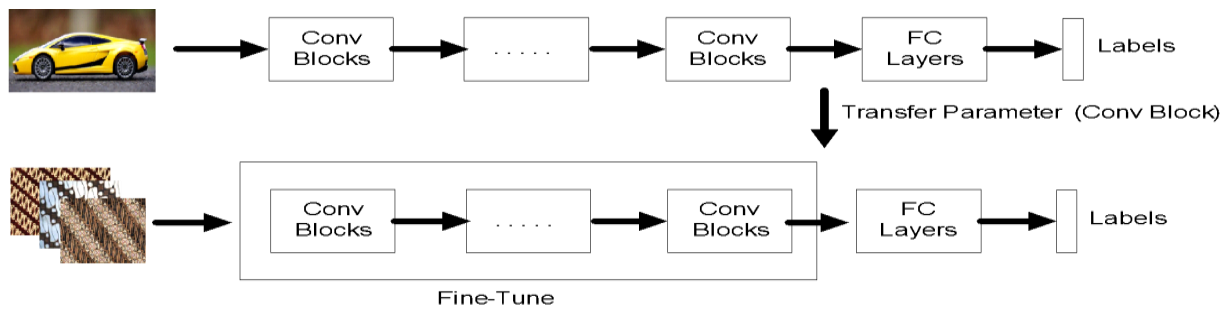 Conv
Blocks
. . . . .
Conv
Blocks
FC
Layers
Labels
Transfer Parameter (Conv Block)
Conv
Blocks
. . . . .
Conv
Blocks
FC
Layers
Labels
Fine-Tune